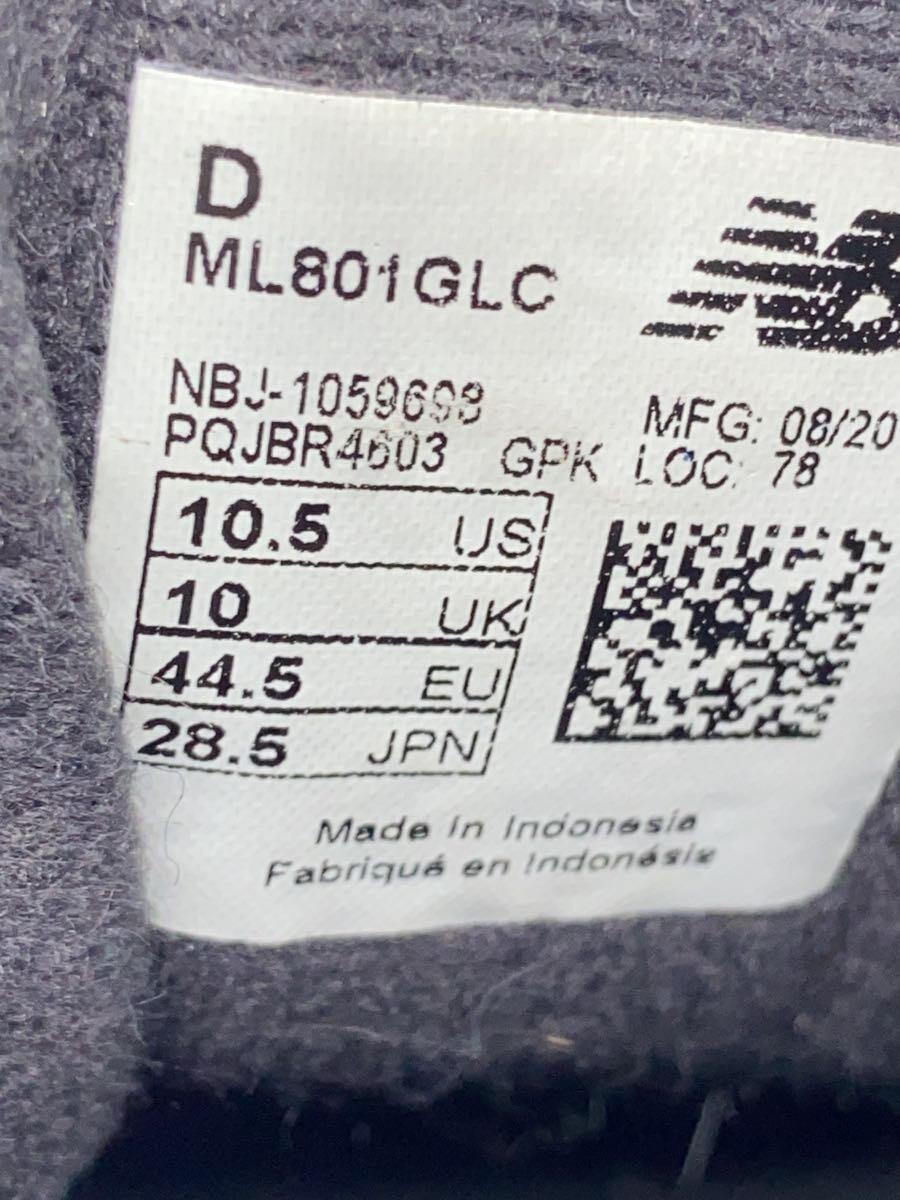 D
ML801GLC
NBJ-1059698
PQJBR4603 GPK
MFG: 08/20
LOC: 78
10.5 US
10 UK
44.5 EU
28.5 JPN
Made in Indonesia
Fabriqué en Indonésie